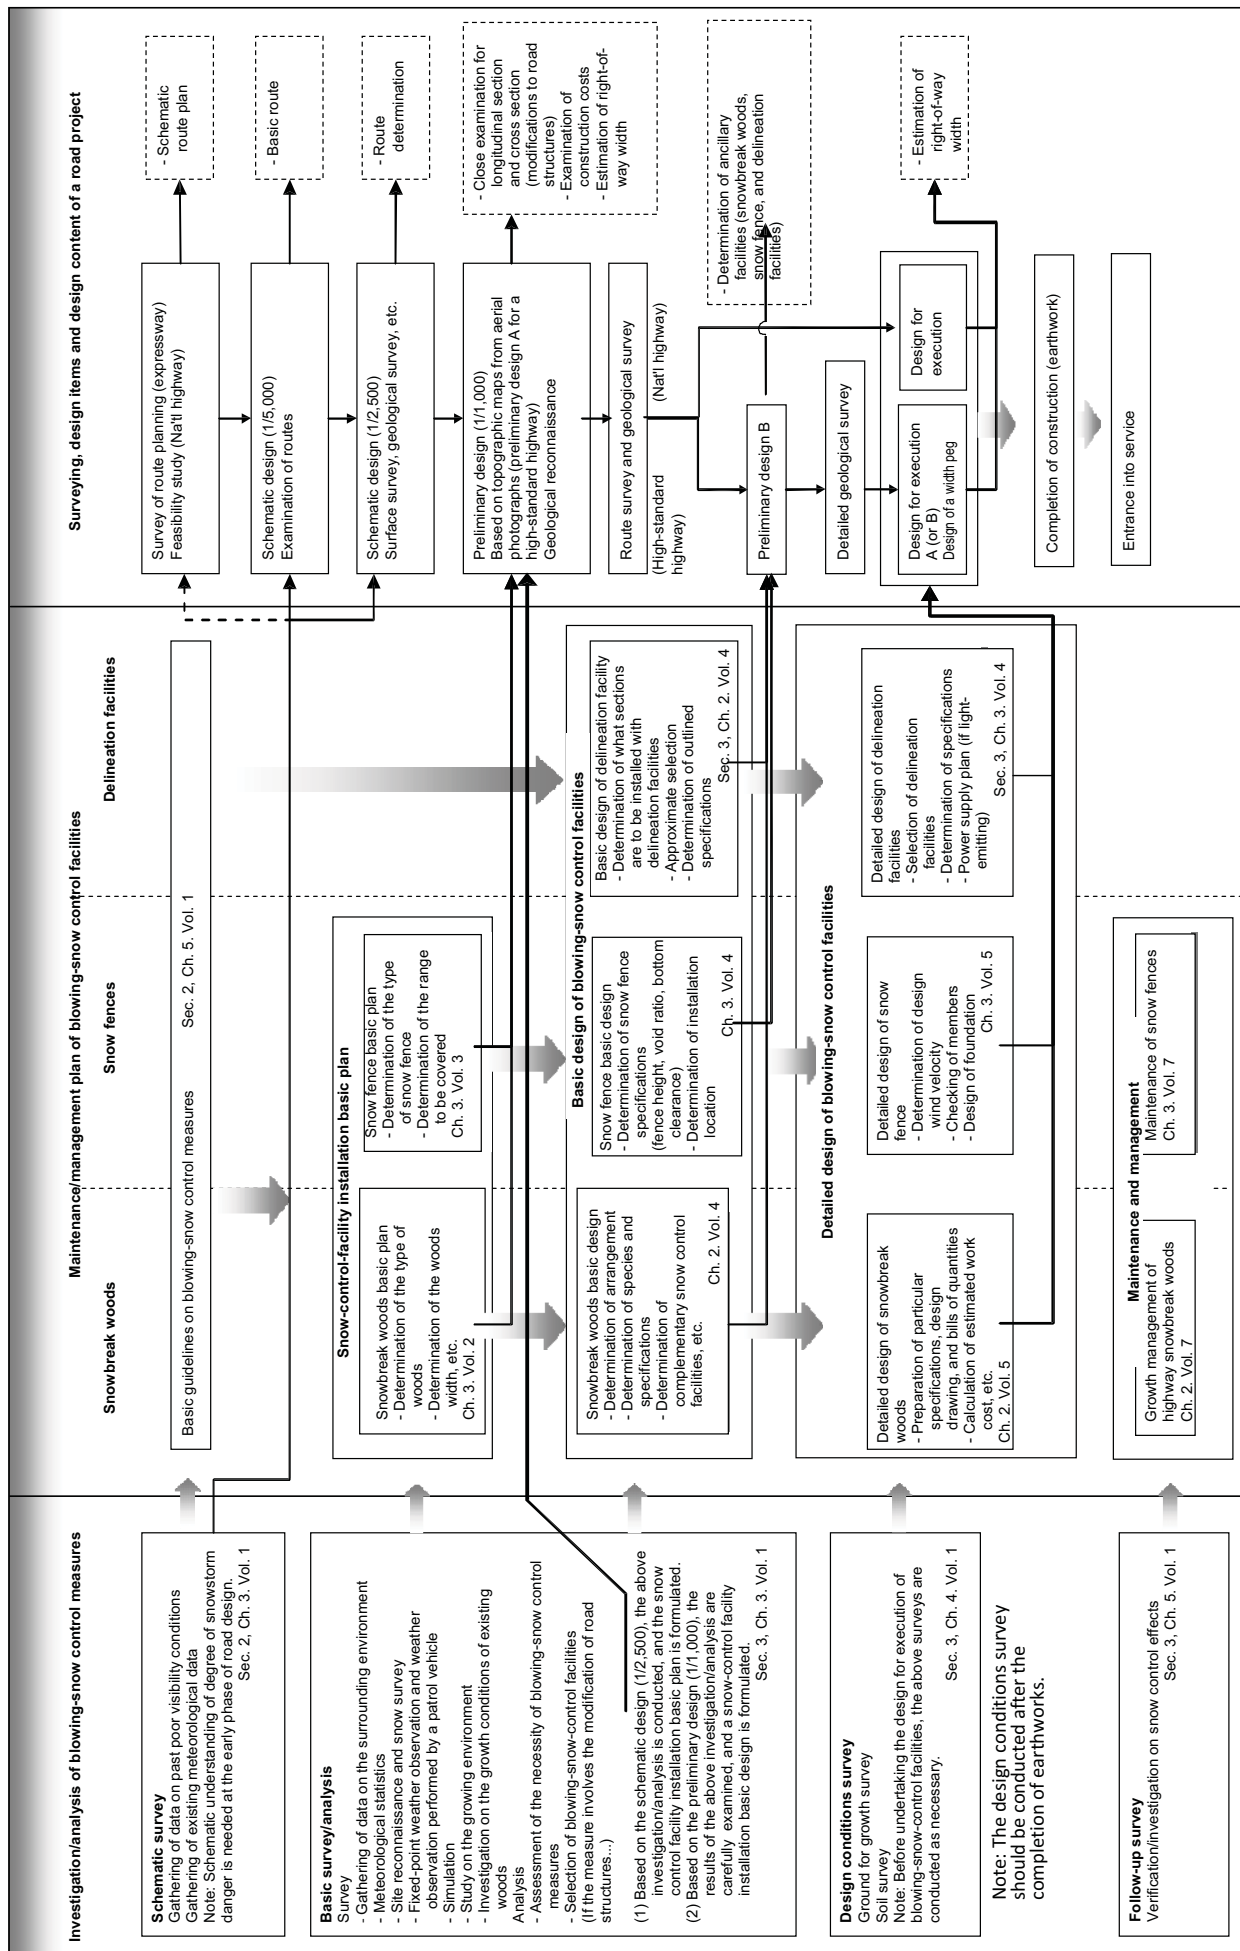 Investigation/analysis of blowing-snow control measures
Schematic survey
Gathering of data on past poor visibility conditions
Gathering of existing meteorological data
Note: Schematic understanding of degree of snowstorm
danger is needed at the early phase of road design.
Sec. 2, Ch. 3. Vol. 1
Basic survey/analysis
Survey
- Gathering of data on the surrounding environment
- Meteorological statistics
- Site reconnaissance and snow survey
- Fixed-point weather observation and weather
observation performed by a patrol vehicle
- Simulation
- Study on the growing environment
- Investigation on the growth conditions of existing
woods
Analysis
- Assessment of the necessity of blowing-snow control
measures
- Selection of blowing-snow-control facilities
(If the measure involves the modification of road
structures...)
(1) Based on the schematic design (1/2,500), the above
investigation/analysis is conducted, and the snow
control facility installation basic plan is formulated.
(2) Based on the preliminary design (1/1,000), the
results of the above investigation/analysis are
carefully examined, and a snow-control facility
installation basic design is formulated.
Sec. 3, Ch. 3. Vol. 1
Design conditions survey
Ground for growth survey
Soil survey
Note: Before undertaking the design for execution of
blowing-snow-control facilities, the above surveys are
conducted as necessary.
Sec. 3, Ch. 4. Vol. 1
Note: The design conditions survey
should be conducted after the
completion of earthworks.
Follow-up survey
Verification/investigation on snow control effects
Sec. 3, Ch. 5. Vol. 1
Maintenance/management plan of blowing-snow control facilities
Snowbreak woods
Snow fences
Delineation facilities
Basic guidelines on blowing-snow control measures
Sec. 2, Ch. 5. Vol. 1
Snow-control-facility installation basic plan
Snowbreak woods basic plan
- Determination of the type of
woods
- Determination of the woods
width, etc.
Ch. 3. Vol. 2
Snow fence basic plan
- Determination of the type
of snow fence
- Determination of the range
to be covered
Ch. 3. Vol. 3
Basic design of blowing-snow control facilities
Snowbreak woods basic design
- Determination of arrangement
- Determination of species and
specifications
- Determination of
complementary snow control
facilities, etc.
Ch. 2. Vol. 4
Snow fence basic design
- Determination of snow fence
specifications
(fence height, void ratio, bottom
clearance)
- Determination of installation
location
Ch. 3. Vol. 4
Basic design of delineation facility
- Determination of what sections
are to be installed with
delineation facilities
- Approximate selection
- Determination of outlined
specifications
Sec. 3, Ch. 2. Vol. 4
Detailed design of blowing-snow control facilities
Detailed design of snowbreak
woods
- Preparation of particular
specifications, design
drawing, and bills of quantities
- Calculation of estimated work
cost, etc.
Ch. 2. Vol. 5
Detailed design of snow
fence
- Determination of design
wind velocity
- Checking of members
- Design of foundation
Ch. 3. Vol. 5
Detailed design of delineation
facilities
- Selection of delineation
facilities
- Determination of specifications
- Power supply plan (if light-
emitting)
Sec. 3, Ch. 3. Vol. 4
Maintenance and management
Growth management of
highway snowbreak woods
Ch. 2. Vol. 7
Maintenance of snow fences
Ch. 3. Vol. 7
Surveying, design items and design content of a road project
Survey of route planning (expressway)
Feasibility study (Nat'tl highway)
- Schematic
route plan
Schematic design (1/5,000)
Examination of routes
- Basic route
Schematic design (1/2,500)
Surface survey, geological survey, etc.
- Route
determination
Preliminary design (1/1,000)
Based on topographic maps from aerial
photographs (preliminary design A for a
high-standard highway)
Geological reconnaissance
- Close examination for
longitudinal section
and cross section
(modifications to road
structures)
- Examination of
construction costs
- Estimation of right-of-
way width
Route survey and geological survey
(High-standard
highway)
(Nat'l highway)
Preliminary design B
- Determination of ancillary
facilities (snowbreak woods,
snow fence, and delineation
facilities)
Detailed geological survey
Design for execution
A (or B)
Design of a width peg
Design for
execution
- Estimation of
right-of-way
width
Completion of construction (earthwork)
Entrance into service